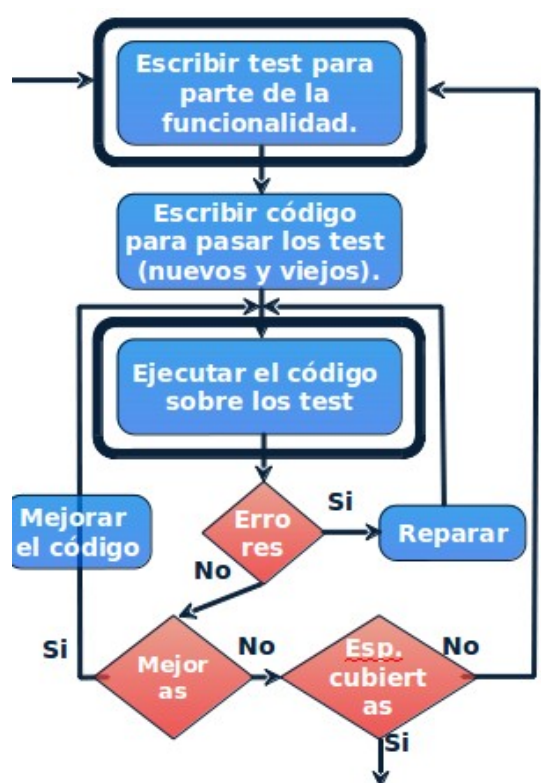 Escribir test para
parte de la
funcionalidad.
Escribir código
para pasar los test
(nuevos y viejos).
Ejecutar el código
sobre los test
Erro
res
Si
Reparar
Mejorar
el código
No
Si
Mejor
as
No
Esp.
cubiert
as
No
Si